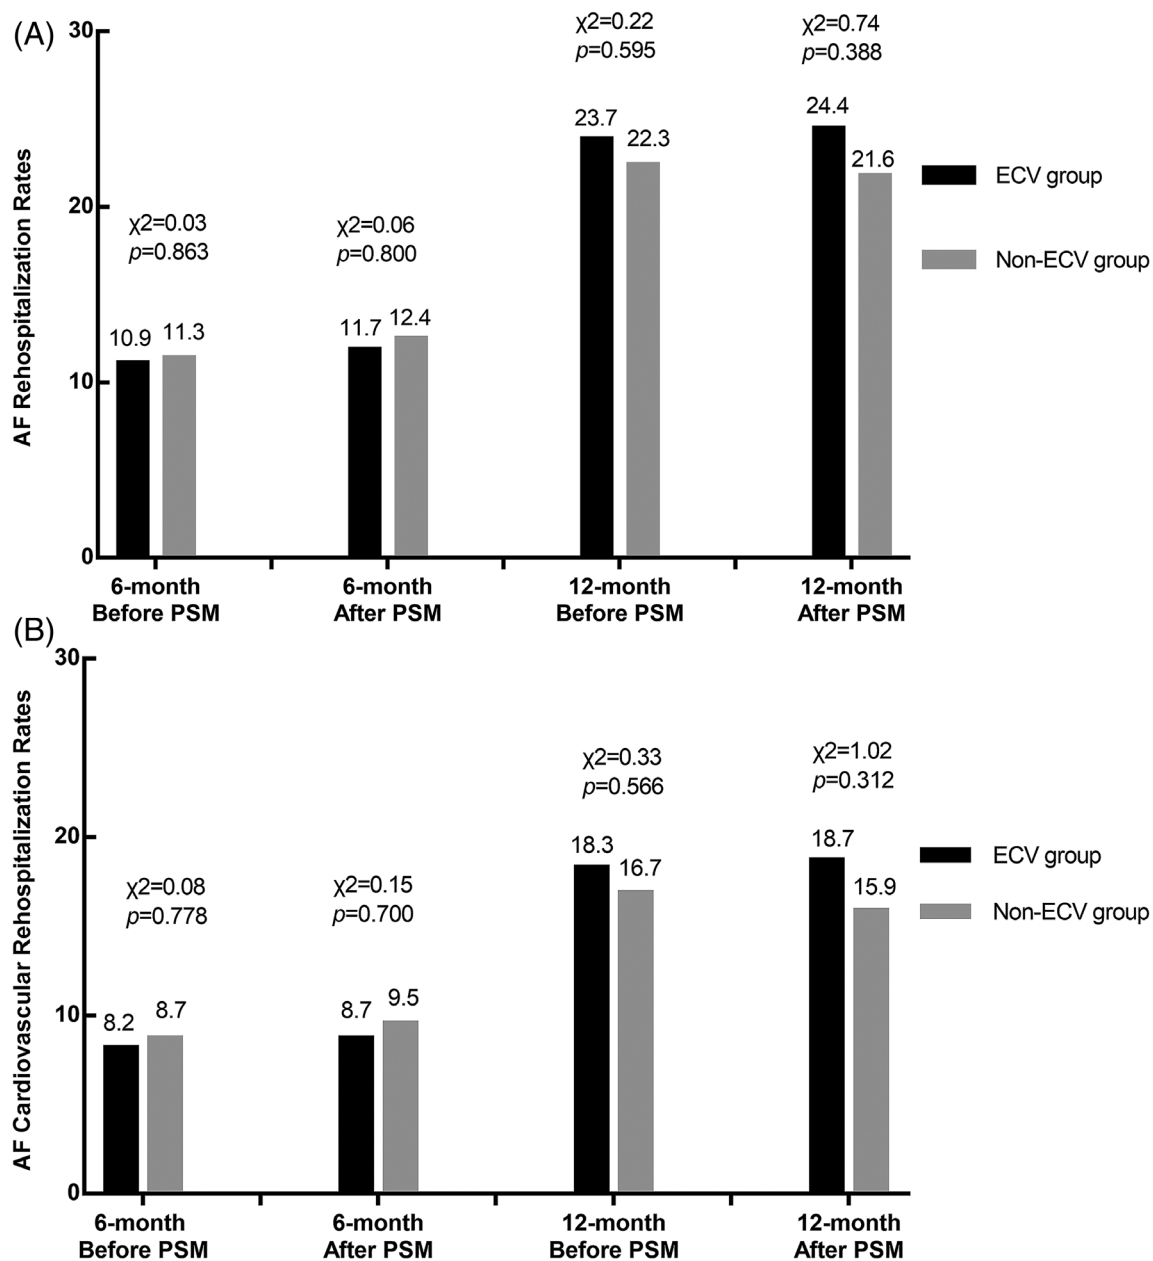 (A)
AF Rehospitalization Rates
30
20
10
0
χ2=0.03
p=0.863
10.9
11.3
χ2=0.06
p=0.800
11.7
12.4
χ2=0.22
p=0.595
23.7
22.3
χ2=0.74
p=0.388
24.4
21.6
ECV group
Non-ECV group
6-month
Before PSM
6-month
After PSM
12-month
Before PSM
12-month
After PSM
(B)
AF Cardiovascular Rehospitalization Rates
30
20
10
0
χ2=0.08
p=0.778
8.2
8.7
χ2=0.15
p=0.700
8.7
9.5
χ2=0.33
p=0.566
18.3
16.7
χ2=1.02
p=0.312
18.7
15.9
ECV group
Non-ECV group
6-month
Before PSM
6-month
After PSM
12-month
Before PSM
12-month
After PSM